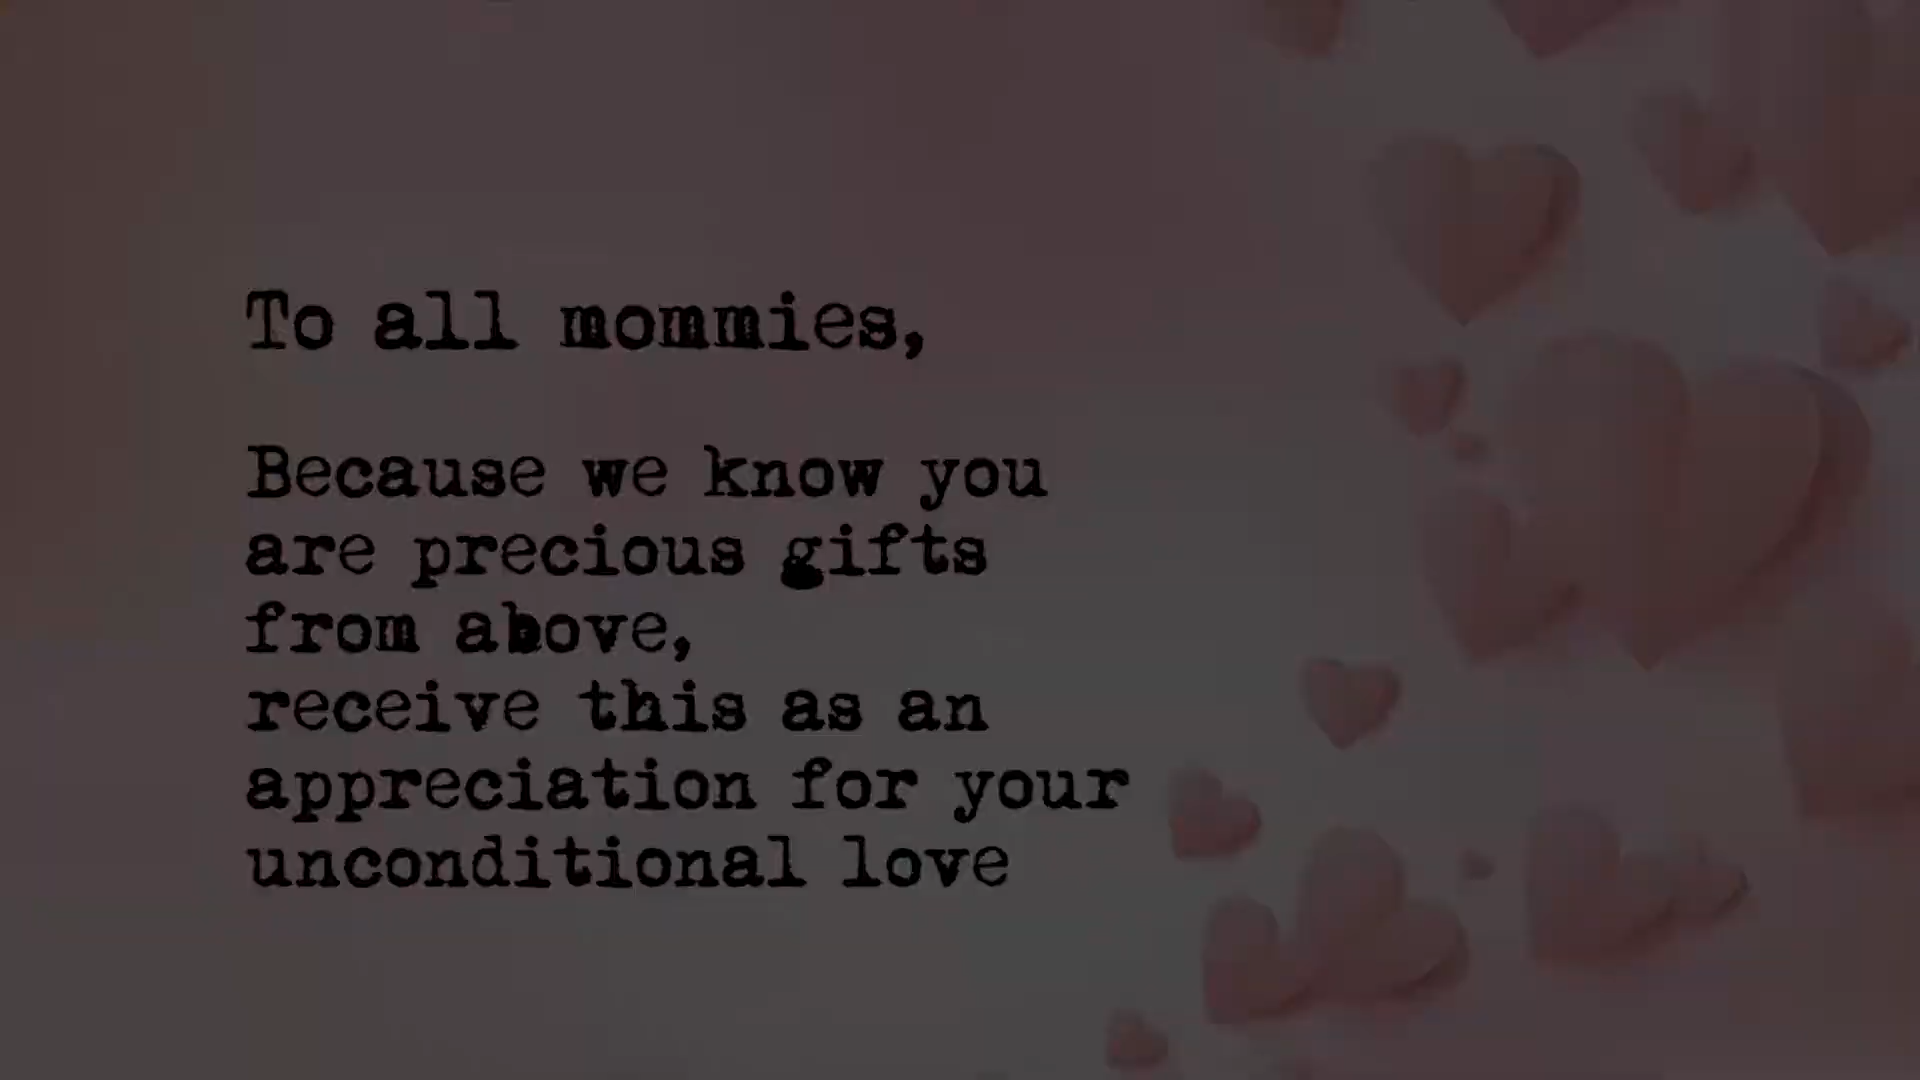 To all mommies,
Because we know you
are precious gifts
from above,
receive this as an
appreciation for your
unconditional love